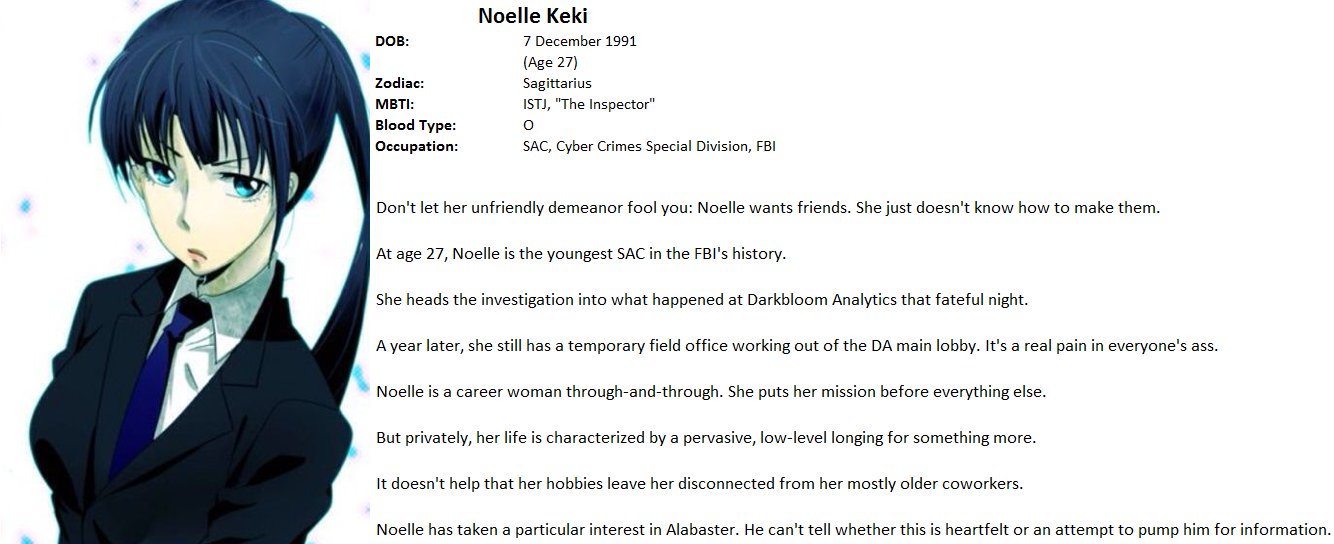 Noelle Keki
DOB: 7 December 1991
(Age 27)
Zodiac: Sagittarius
MBTI: ISTJ, "The Inspector"
Blood Type: O
Occupation: SAC, Cyber Crimes Special Division, FBI
Don't let her unfriendly demeanor fool you: Noelle wants friends. She just doesn't know how to make them.
At age 27, Noelle is the youngest SAC in the FBI's history.
She heads the investigation into what happened at Darkbloom Analytics that fateful night.
A year later, she still has a temporary field office working out of the DA main lobby. It's a real pain in everyone's ass.
Noelle is a career woman through-and-through. She puts her mission before everything else.
But privately, her life is characterized by a pervasive, low-level longing for something more.
It doesn't help that her hobbies leave her disconnected from her mostly older coworkers.
Noelle has taken a particular interest in Alabaster. He can't tell whether this is heartfelt or an attempt to pump him for information.